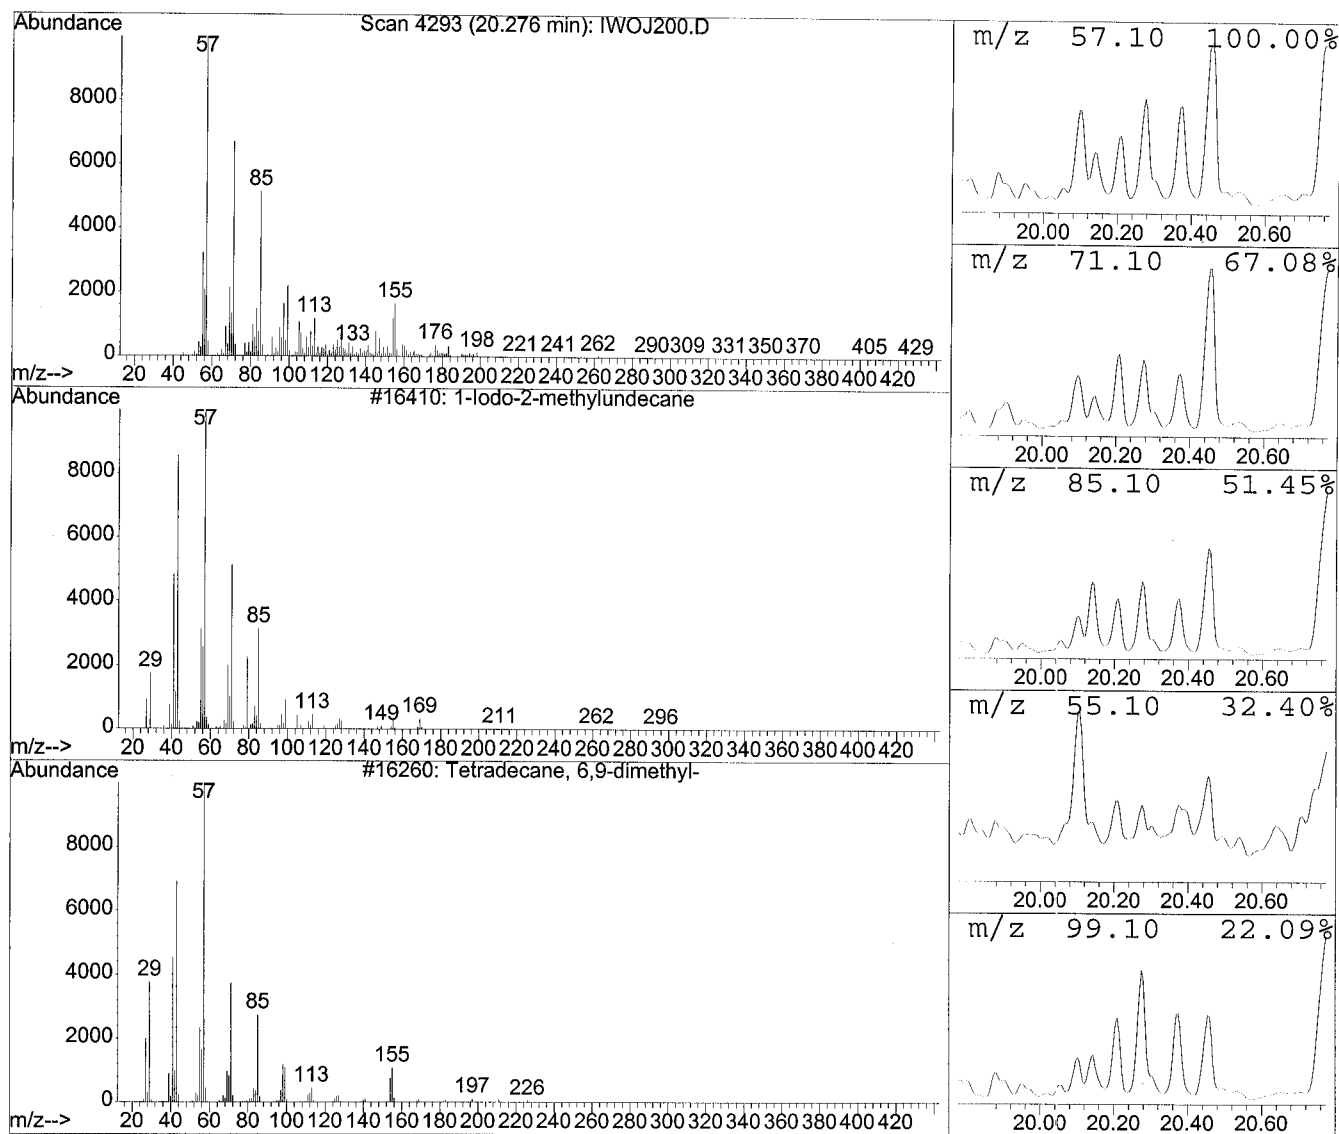 Abundance
Scan 4293 (20.276 min): IWOJ200.D
57
8000
6000
85
4000
2000
155
113
133
176
198
221 241 262 290 309 331 350 370 405 429
0
m/z--> 20 40 60 80 100 120 140 160 180 200 220 240 260 280 300 320 340 360 380 400 420
Abundance
#16410: 1-Iodo-2-methylundecane
57
8000
6000
4000
85
29
2000
113
149 169
211 262 296
0
m/z--> 20 40 60 80 100 120 140 160 180 200 220 240 260 280 300 320 340 360 380 400 420
Abundance
#16260: Tetradecane, 6,9-dimethyl-
57
8000
6000
4000
29
85
2000
155
113
197 226
0
m/z--> 20 40 60 80 100 120 140 160 180 200 220 240 260 280 300 320 340 360 380 400 420
m/z 57.10 100.00%
20.00 20.20 20.40 20.60
m/z 71.10 67.08%
20.00 20.20 20.40 20.60
m/z 85.10 51.45%
20.00 20.20 20.40 20.60
m/z 55.10 32.40%
20.00 20.20 20.40 20.60
m/z 99.10 22.09%
20.00 20.20 20.40 20.60